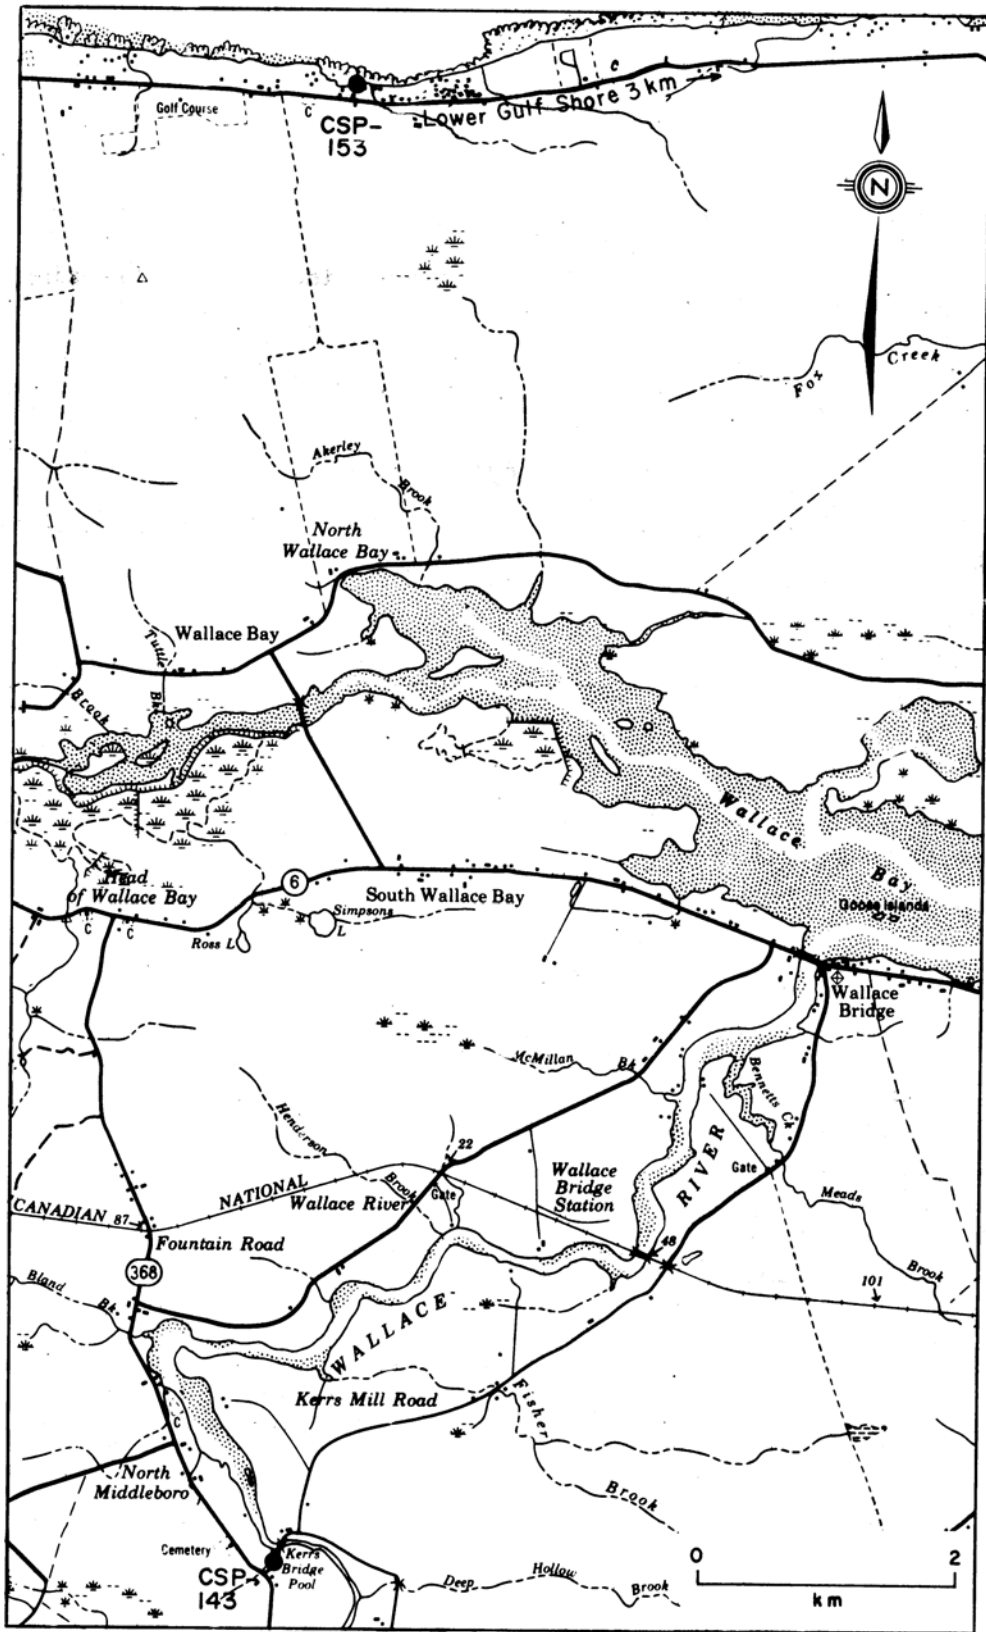 Golf Course
C
C
CSP-
153
Lower Gulf Shore 3 km
N
Fox Creek
Akerley
Brook
North
Wallace Bay
Wallace Bay
Tuttle
Bk
Brook
Wallace
Bay
Goose Islands
Head
of Wallace Bay
6
South Wallace Bay
Simpsons
L
Ross L
C
C
Wallace
Bridge
McMillan Bk
Bennetts Ck
Henderson
Brook
22
Wallace
Bridge
Station
RIVER
Gate
NATIONAL
Wallace River
Gate
CANADIAN 87
Fountain Road
Meads
Brook
48
101
368
Bland
Bk
WALLACE
Kerrs Mill Road
Fisher
Brook
C
North
Middleboro
Cemetery
Kerrs
Bridge
Pool
CSP-
143
Deep Hollow Brook
0 2
km